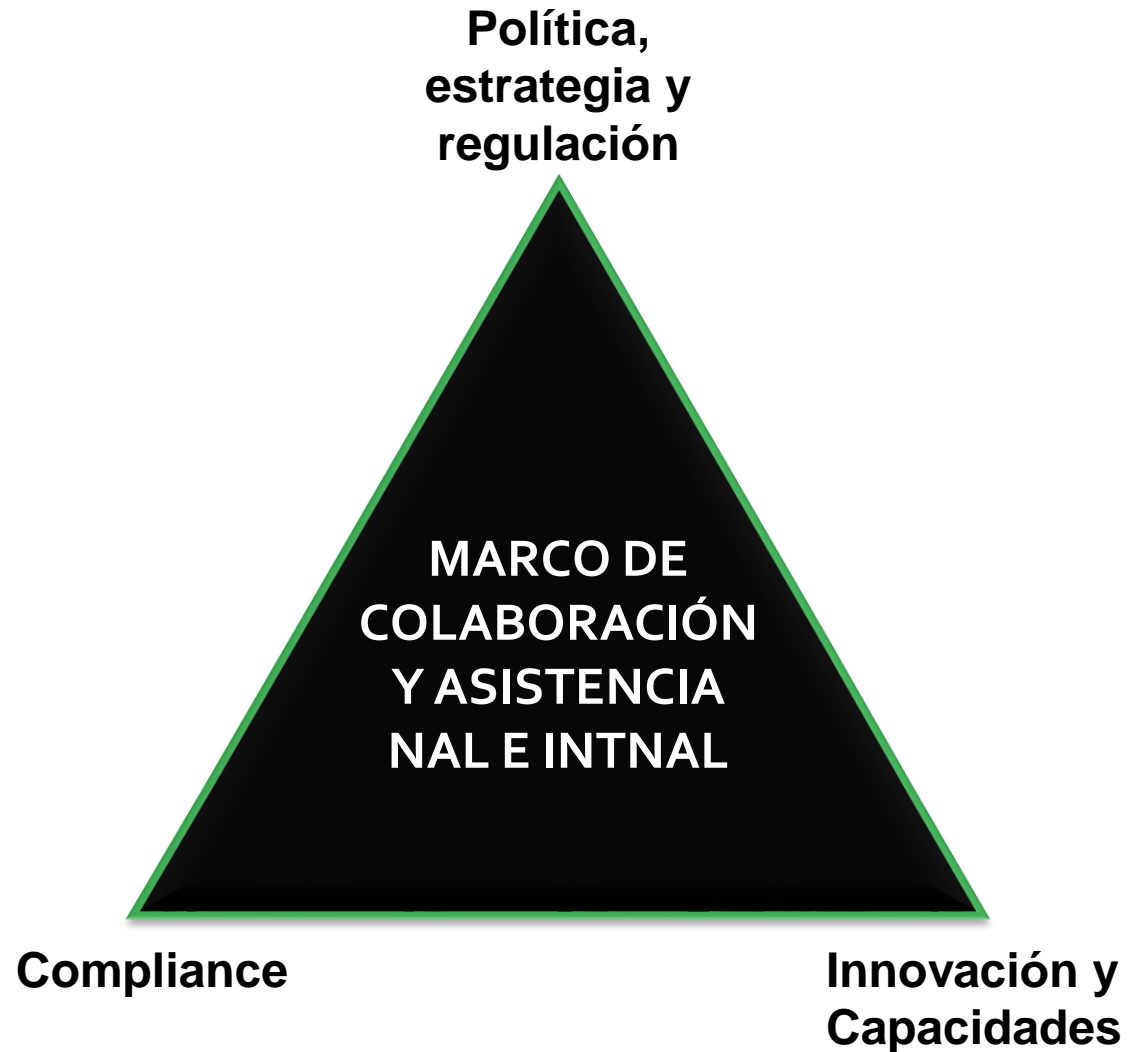 Política,
estrategia y
regulación
MARCO DE
COLABORACIÓN
Y ASISTENCIA
NAL E INTNAL
Compliance
Innovación y
Capacidades